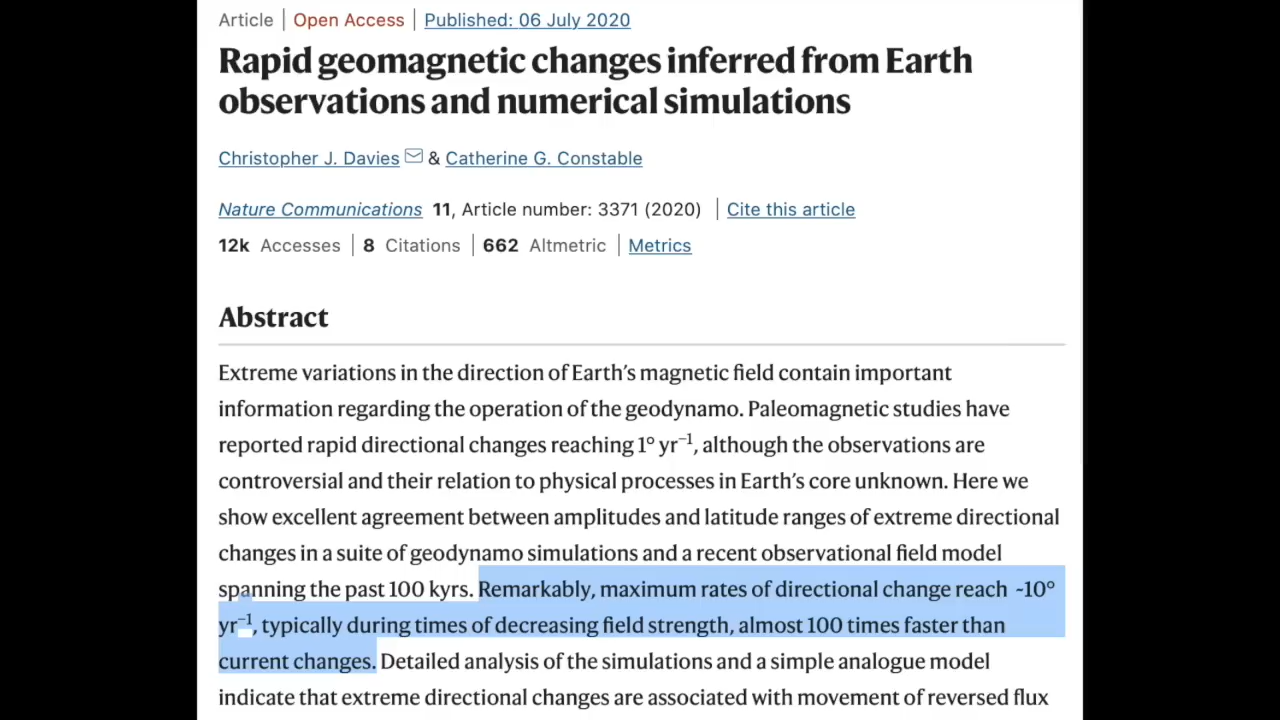 Article | Open Access | Published: 06 July 2020
Rapid geomagnetic changes inferred from Earth
observations and numerical simulations
Christopher J. Davies & Catherine G. Constable
Nature Communications 11, Article number: 3371 (2020) | Cite this article
12k Accesses | 8 Citations | 662 Altmetric | Metrics
Abstract
Extreme variations in the direction of Earth’s magnetic field contain important
information regarding the operation of the geodynamo. Paleomagnetic studies have
reported rapid directional changes reaching 1° yr⁻¹, although the observations are
controversial and their relation to physical processes in Earth’s core unknown. Here we
show excellent agreement between amplitudes and latitude ranges of extreme directional
changes in a suite of geodynamo simulations and a recent observational field model
spanning the past 100 kyrs. Remarkably, maximum rates of directional change reach ~10°
yr⁻¹, typically during times of decreasing field strength, almost 100 times faster than
current changes. Detailed analysis of the simulations and a simple analogue model
indicate that extreme directional changes are associated with movement of reversed flux